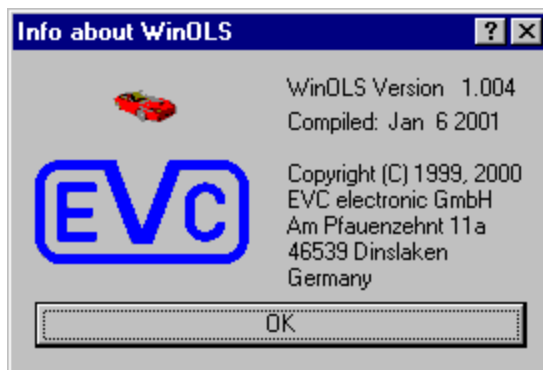 Info about WinOLS
WinOLS Version 1.004
Compiled: Jan 6 2001
EVC
Copyright (C) 1999, 2000
EVC electronic GmbH
Am Pfauenzehnt 11a
46539 Dinslaken
Germany
OK